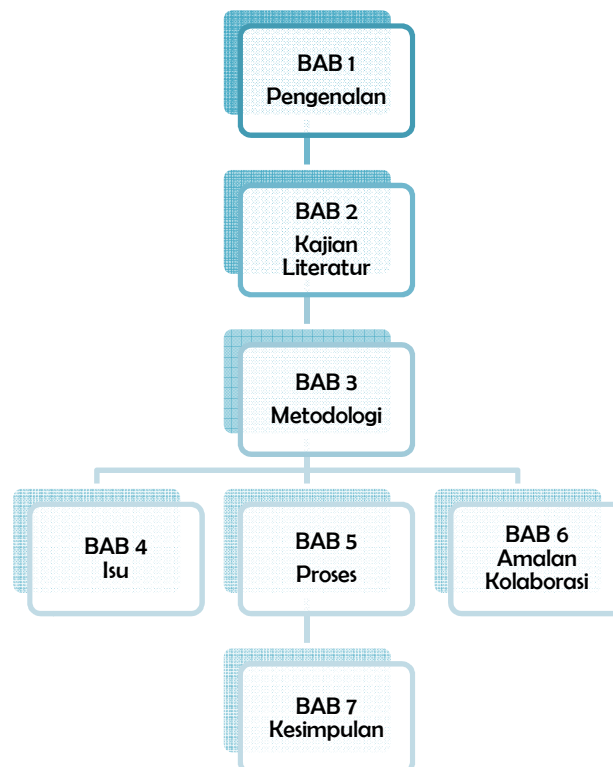 BAB 1
Pengenalan
BAB 2
Kajian
Literatur
BAB 3
Metodologi
BAB 4
Isu
BAB 5
Proses
BAB 6
Amalan
Kolaborasi
BAB 7
Kesimpulan